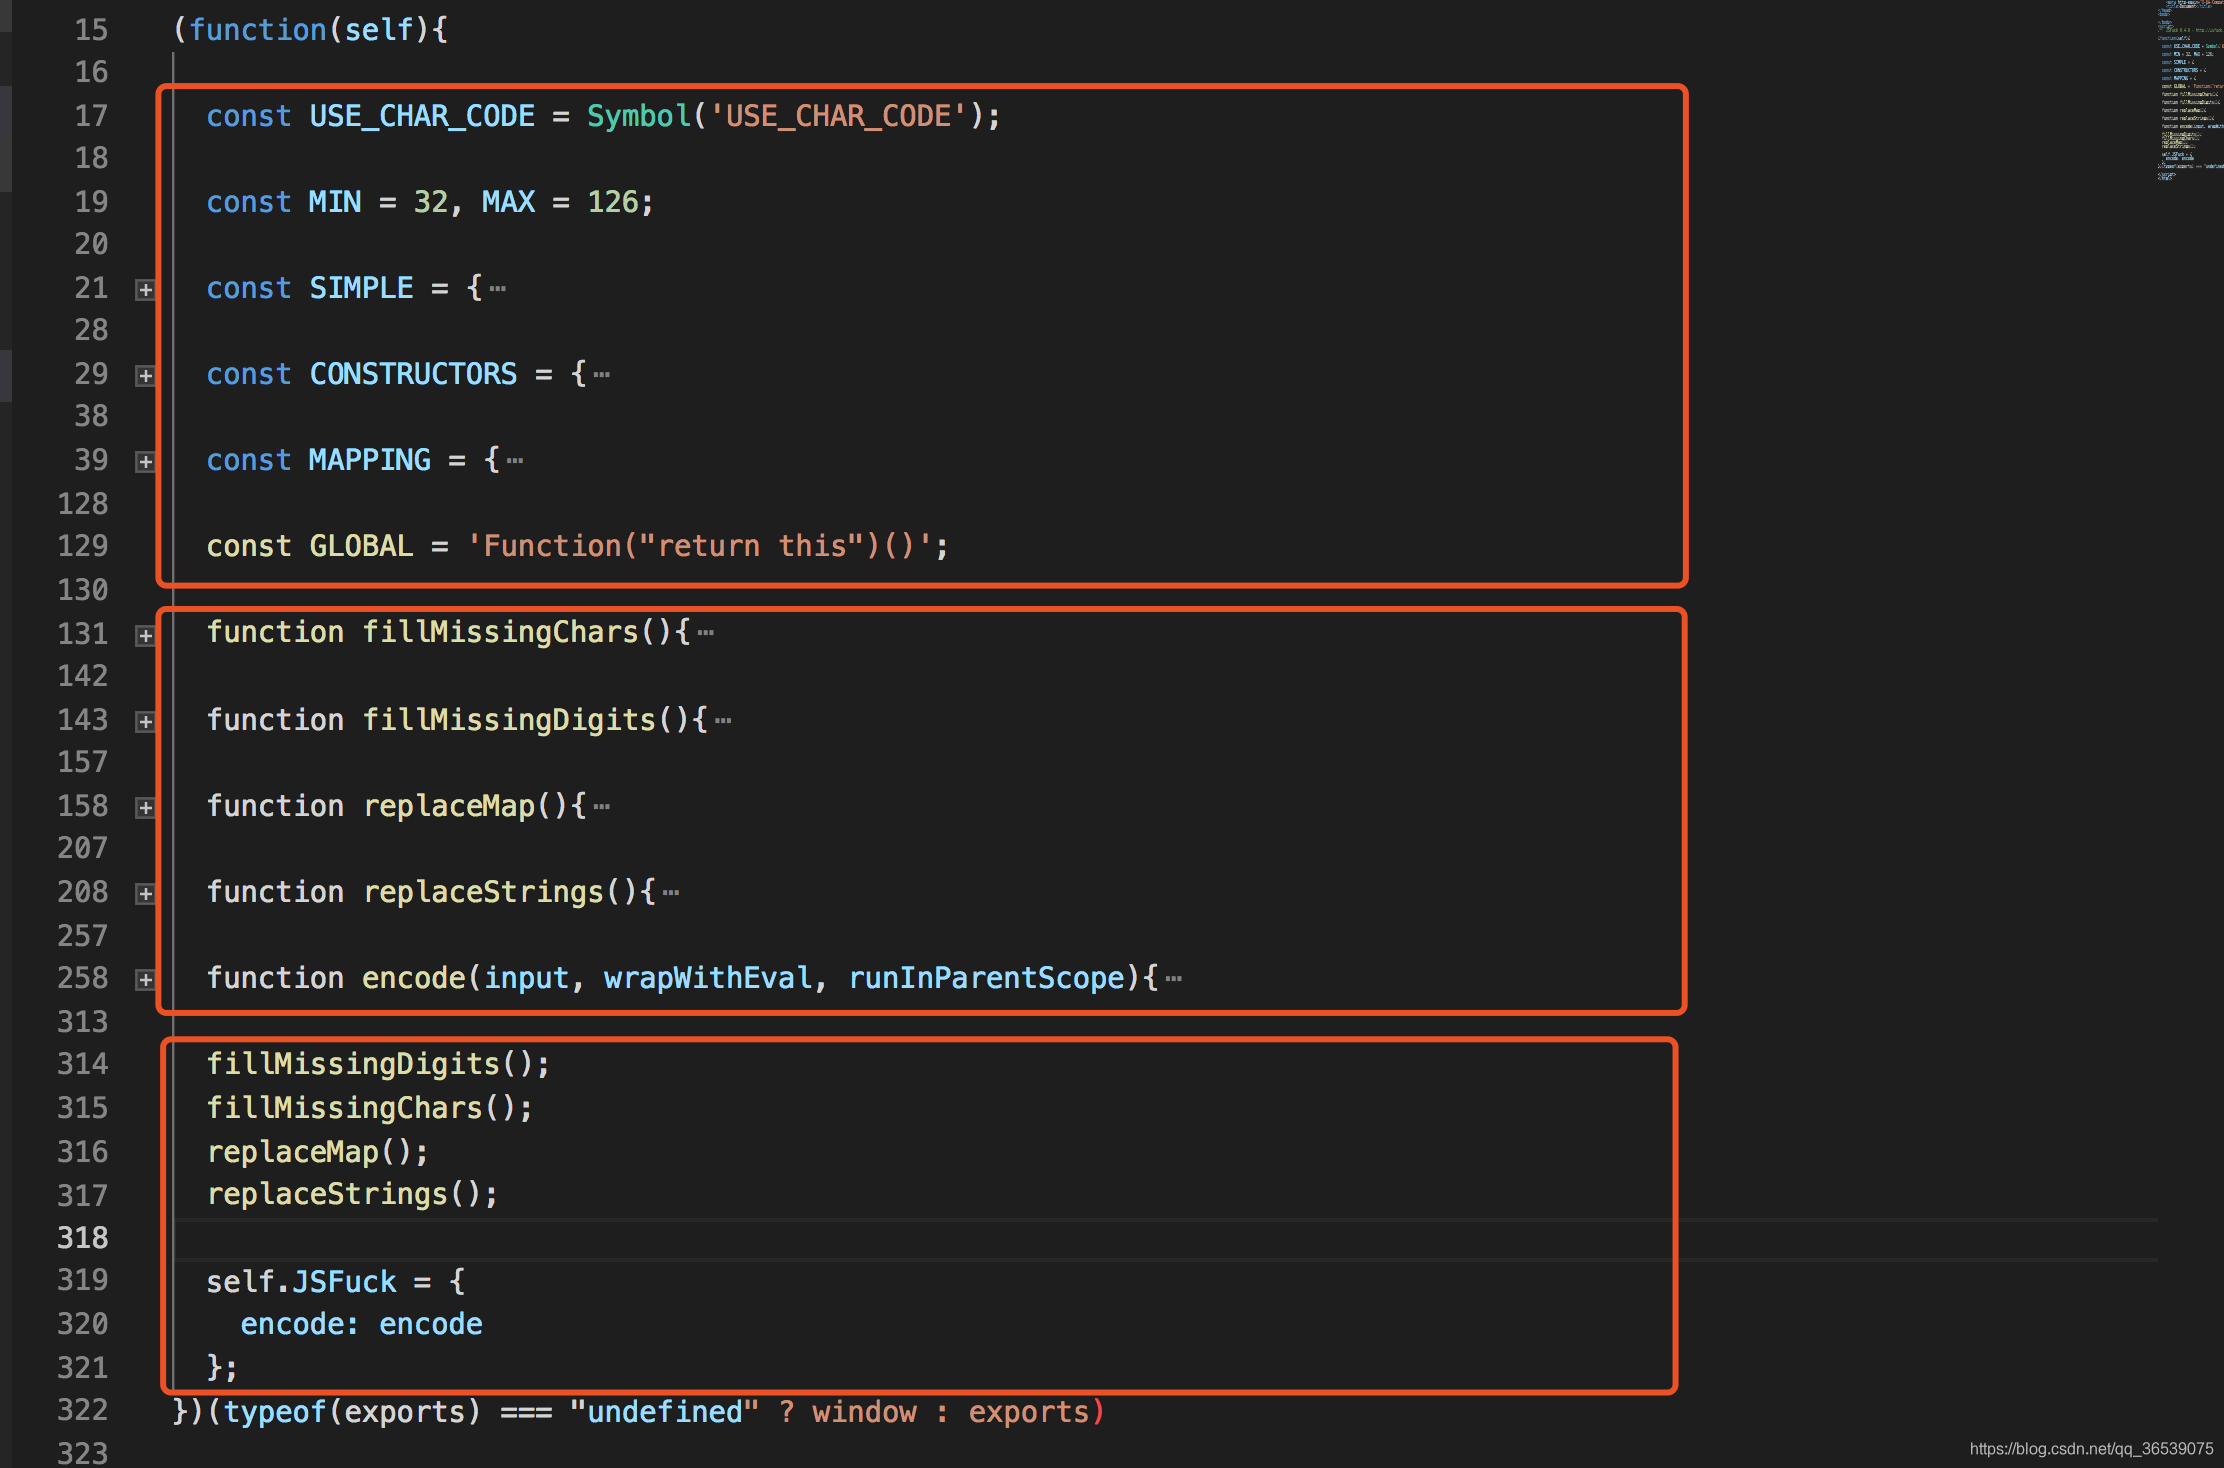 15 (function(self){
16
17 const USE_CHAR_CODE = Symbol('USE_CHAR_CODE');
18
19 const MIN = 32, MAX = 126;
20
21 const SIMPLE = {…
28
29 const CONSTRUCTORS = {…
38
39 const MAPPING = {…
128
129 const GLOBAL = 'Function("return this")()';
130
131 function fillMissingChars(){…
142
143 function fillMissingDigits(){…
157
158 function replaceMap(){…
207
208 function replaceStrings(){…
257
258 function encode(input, wrapWithEval, runInParentScope){…
313
314 fillMissingDigits();
315 fillMissingChars();
316 replaceMap();
317 replaceStrings();
318
319 self.JSFuck = {
320 encode: encode
321 };
322 })(typeof(exports) === "undefined" ? window : exports)
323
https://blog.csdn.net/qq_36539075